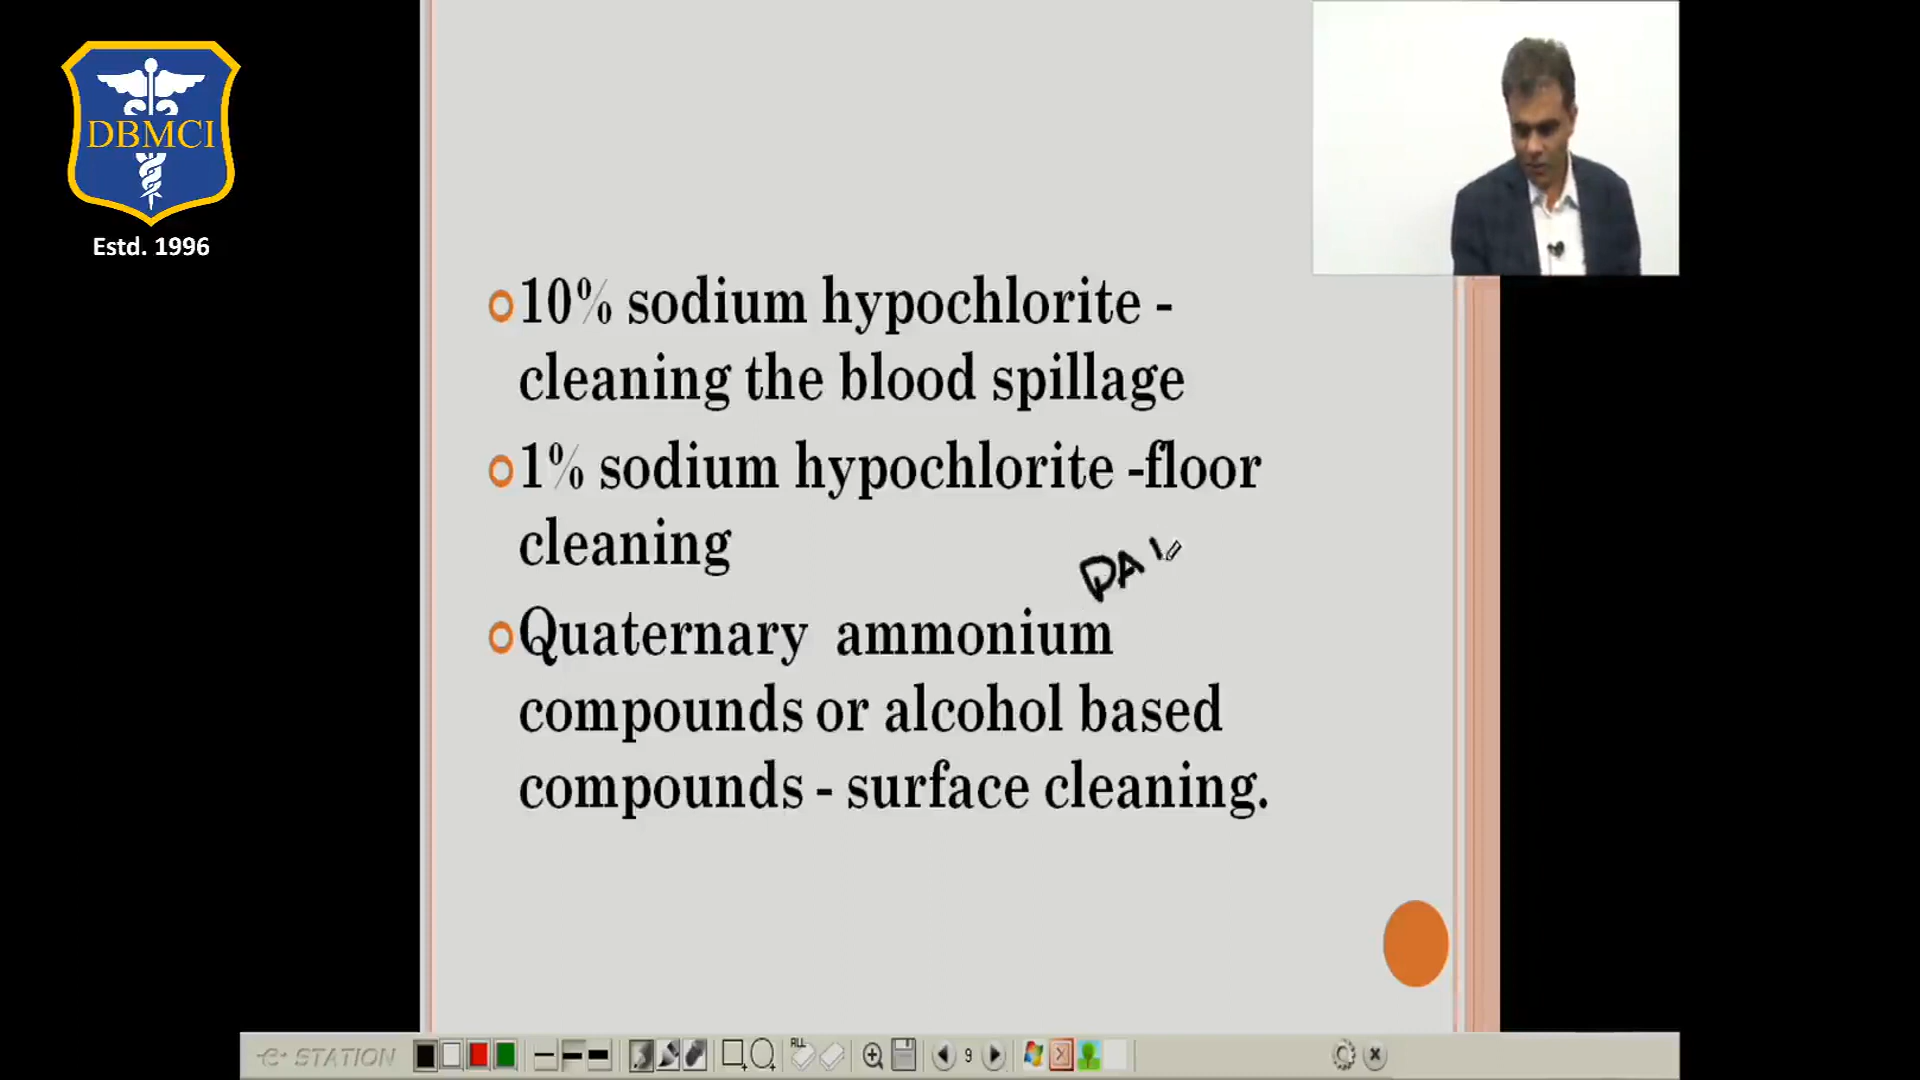 DBMCI
Estd. 1996
10% sodium hypochlorite -
cleaning the blood spillage
1% sodium hypochlorite -floor
cleaning
Quaternary ammonium
compounds or alcohol based
compounds - surface cleaning.
STATION
ALL
9